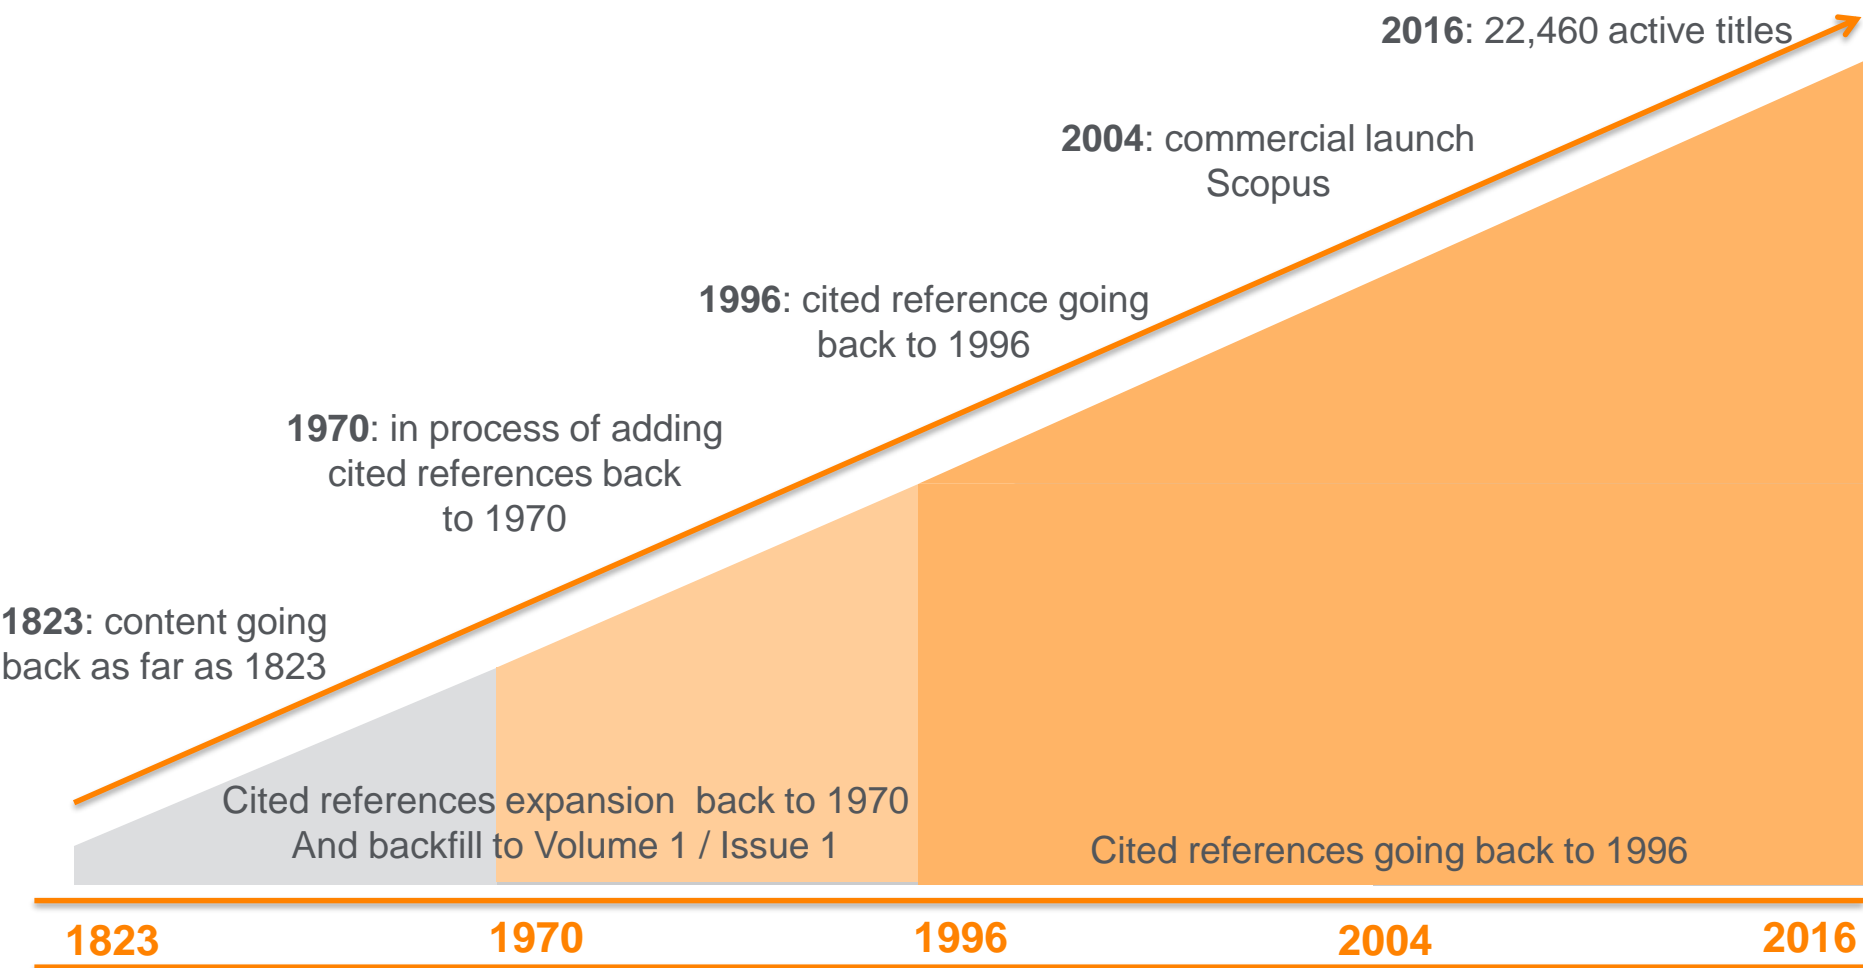 2016: 22,460 active titles
2004: commercial launch
Scopus
1996: cited reference going
back to 1996
1970: in process of adding
cited references back
to 1970
1823: content going
back as far as 1823
Cited references expansion back to 1970
And backfill to Volume 1 / Issue 1
Cited references going back to 1996
1823
1970
1996
2004
2016